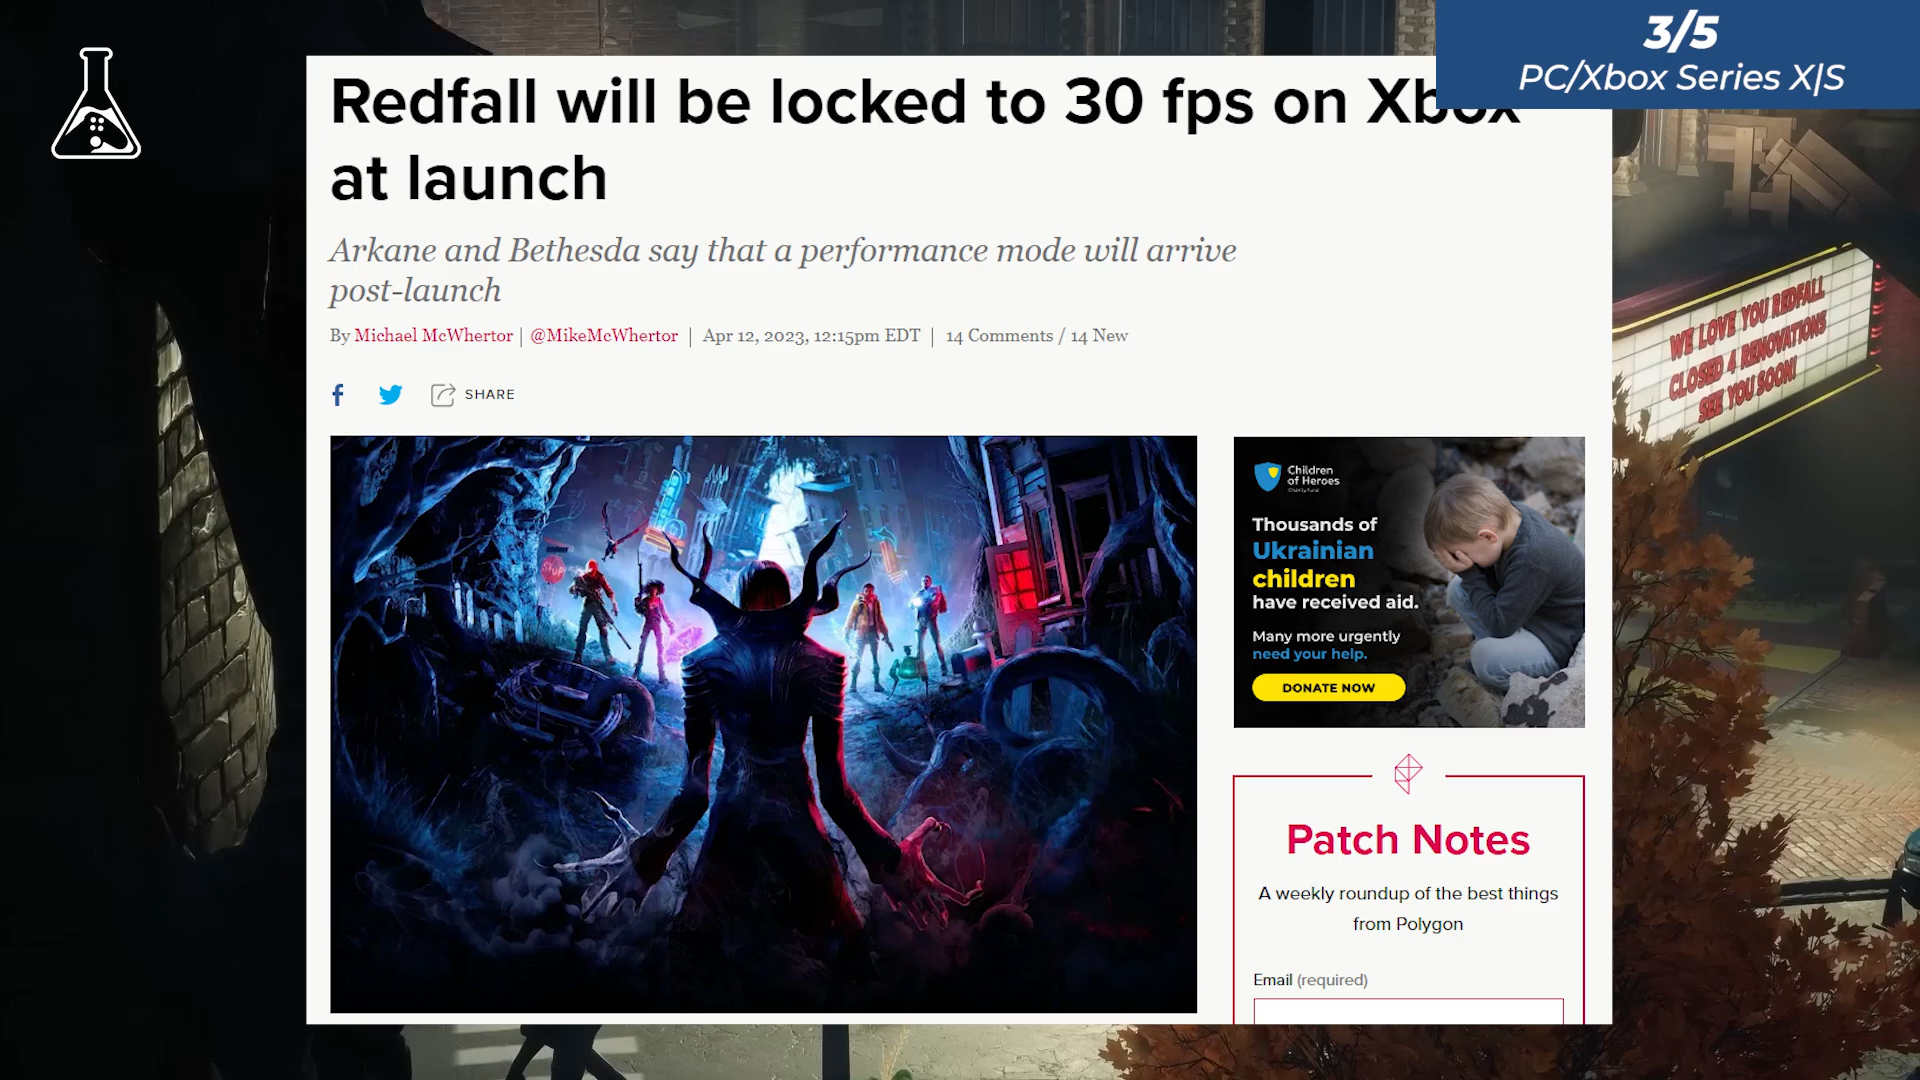 3/5
PC/Xbox Series X|S
Redfall will be locked to 30 fps on Xbox
at launch
Arkane and Bethesda say that a performance mode will arrive
post-launch
By Michael McWhertor | @MikeMcWhertor | Apr 12, 2023, 12:15pm EDT | 14 Comments / 14 New
SHARE
WE LOVE YOU REDFALL
CLOSED 4 RENOVATIONS
SEE YOU SOON!
STOP
Children
of Heroes
Charity Fund
Thousands of
Ukrainian
children
have received aid.
Many more urgently
need your help.
DONATE NOW
Patch Notes
A weekly roundup of the best things
from Polygon
Email (required)